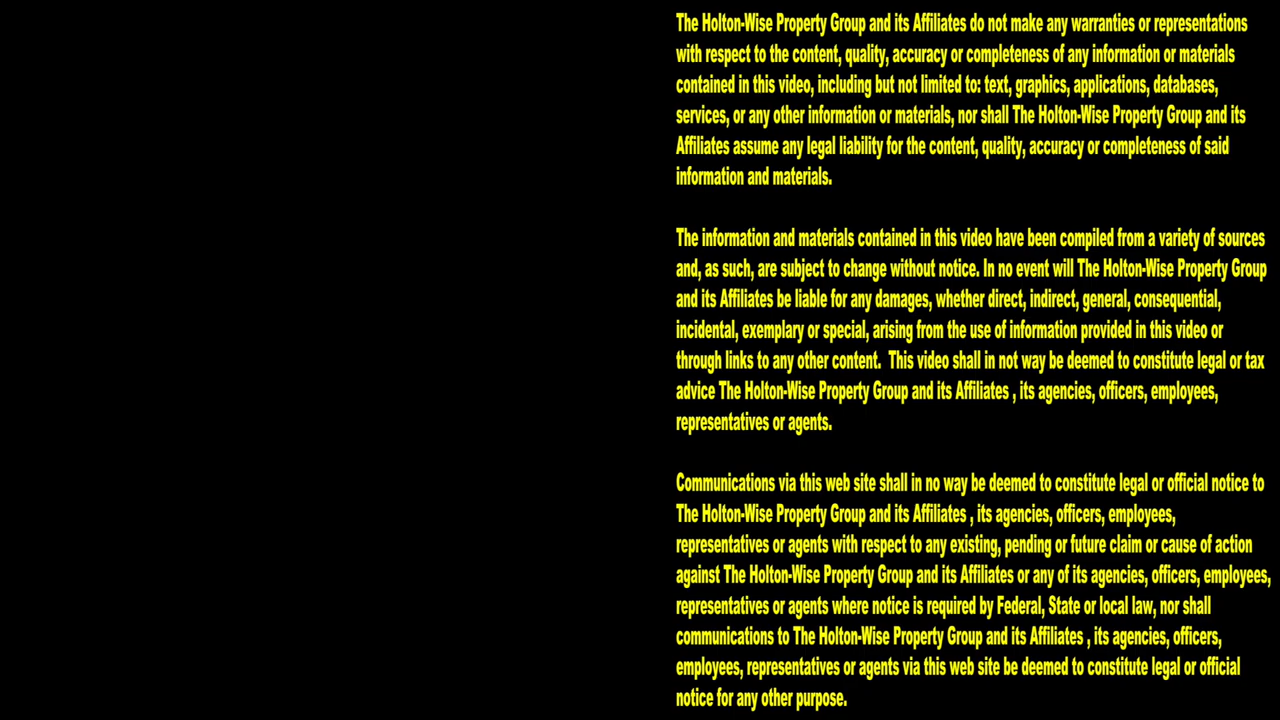 The Holton-Wise Property Group and its Affiliates do not make any warranties or representations
with respect to the content, quality, accuracy or completeness of any information or materials
contained in this video, including but not limited to: text, graphics, applications, databases,
services, or any other information or materials, nor shall The Holton-Wise Property Group and its
Affiliates assume any legal liability for the content, quality, accuracy or completeness of said
information and materials.
The information and materials contained in this video have been compiled from a variety of sources
and, as such, are subject to change without notice. In no event will The Holton-Wise Property Group
and its Affiliates be liable for any damages, whether direct, indirect, general, consequential,
incidental, exemplary or special, arising from the use of information provided in this video or
through links to any other content.  This video shall in not way be deemed to constitute legal or tax
advice The Holton-Wise Property Group and its Affiliates , its agencies, officers, employees,
representatives or agents.
Communications via this web site shall in no way be deemed to constitute legal or official notice to
The Holton-Wise Property Group and its Affiliates , its agencies, officers, employees,
representatives or agents with respect to any existing, pending or future claim or cause of action
against The Holton-Wise Property Group and its Affiliates or any of its agencies, officers, employees,
representatives or agents where notice is required by Federal, State or local law, nor shall
communications to The Holton-Wise Property Group and its Affiliates , its agencies, officers,
employees, representatives or agents via this web site be deemed to constitute legal or official
notice for any other purpose.